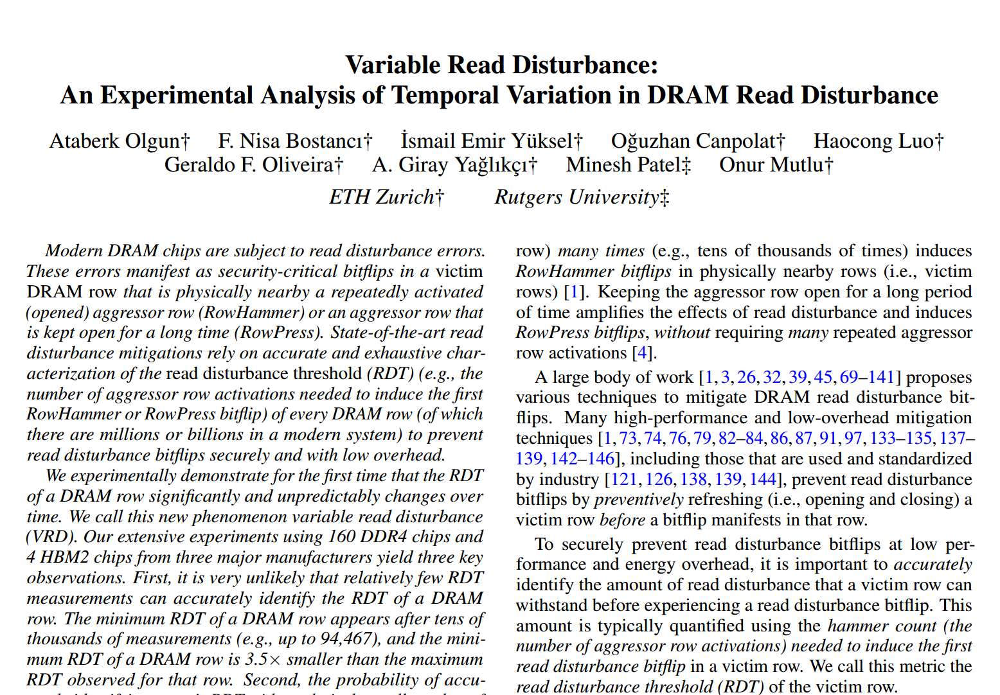 Variable Read Disturbance:
An Experimental Analysis of Temporal Variation in DRAM Read Disturbance
Ataberk Olgun† F. Nisa Bostancı† İsmail Emir Yüksel† Oğuzhan Canpolat† Haocong Luo†
Geraldo F. Oliveira† A. Giray Yağlıkçı† Minesh Patel‡ Onur Mutlu†
ETH Zurich† Rutgers University‡
Modern DRAM chips are subject to read disturbance errors.
These errors manifest as security-critical bitflips in a victim
DRAM row that is physically nearby a repeatedly activated
(opened) aggressor row (RowHammer) or an aggressor row that
is kept open for a long time (RowPress). State-of-the-art read
disturbance mitigations rely on accurate and exhaustive char-
acterization of the read disturbance threshold (RDT) (e.g., the
number of aggressor row activations needed to induce the first
RowHammer or RowPress bitflip) of every DRAM row (of which
there are millions or billions in a modern system) to prevent
read disturbance bitflips securely and with low overhead.
We experimentally demonstrate for the first time that the RDT
of a DRAM row significantly and unpredictably changes over
time. We call this new phenomenon variable read disturbance
(VRD). Our extensive experiments using 160 DDR4 chips and
4 HBM2 chips from three major manufacturers yield three key
observations. First, it is very unlikely that relatively few RDT
measurements can accurately identify the RDT of a DRAM
row. The minimum RDT of a DRAM row appears after tens of
thousands of measurements (e.g., up to 94,467), and the mini-
mum RDT of a DRAM row is 3.5× smaller than the maximum
RDT observed for that row. Second, the probability of accu-
row) many times (e.g., tens of thousands of times) induces
RowHammer bitflips in physically nearby rows (i.e., victim
rows) [1]. Keeping the aggressor row open for a long period
of time amplifies the effects of read disturbance and induces
RowPress bitflips, without requiring many repeated aggressor
row activations [4].
A large body of work [1, 3, 26, 32, 39, 45, 69–141] proposes
various techniques to mitigate DRAM read disturbance bit-
flips. Many high-performance and low-overhead mitigation
techniques [1, 73, 74, 76, 79, 82–84, 86, 87, 91, 97, 133–135, 137–
139, 142–146], including those that are used and standardized
by industry [121, 126, 138, 139, 144], prevent read disturbance
bitflips by preventively refreshing (i.e., opening and closing) a
victim row before a bitflip manifests in that row.
To securely prevent read disturbance bitflips at low per-
formance and energy overhead, it is important to accurately
identify the amount of read disturbance that a victim row can
withstand before experiencing a read disturbance bitflip. This
amount is typically quantified using the hammer count (the
number of aggressor row activations) needed to induce the first
read disturbance bitflip in a victim row. We call this metric the
read disturbance threshold (RDT) of the victim row.